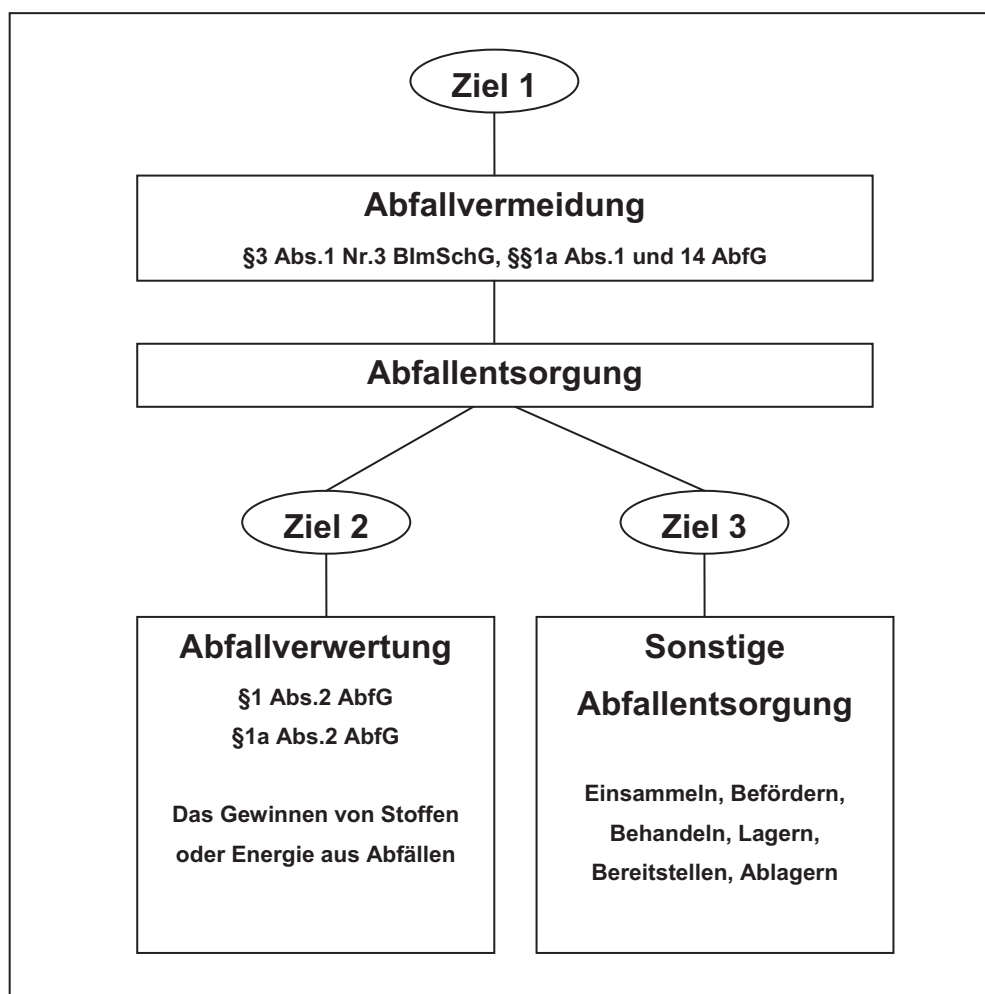 Ziel 1
Abfallvermeidung
§3 Abs.1 Nr.3 BImSchG, §§1a Abs.1 und 14 AbfG
Abfallentsorgung
Ziel 2
Ziel 3
Abfallverwertung
§1 Abs.2 AbfG
§1a Abs.2 AbfG
Das Gewinnen von Stoffen
oder Energie aus Abfällen
Sonstige
Abfallentsorgung
Einsammeln, Befördern,
Behandeln, Lagern,
Bereitstellen, Ablagern